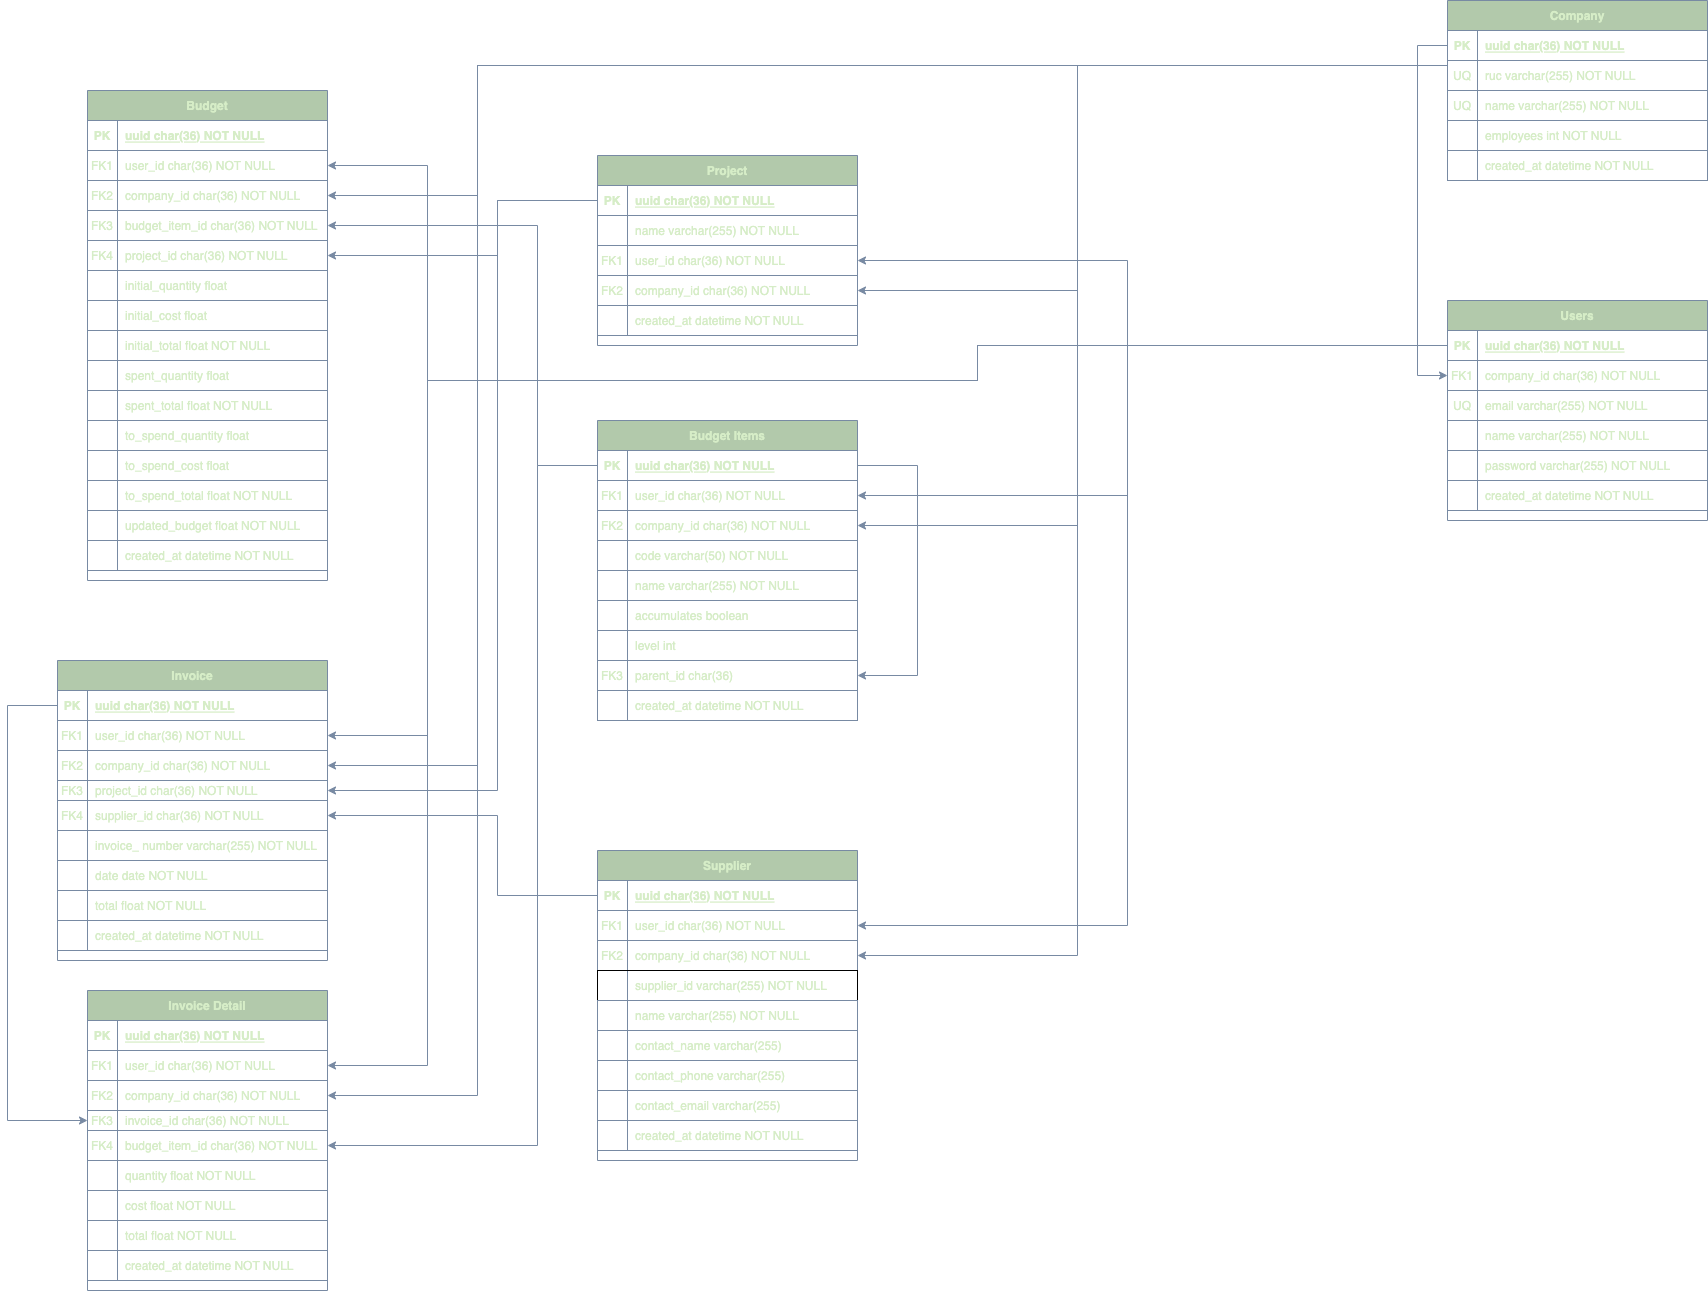 Company
PK uuid char(36) NOT NULL
UQ ruc varchar(255) NOT NULL
UQ name varchar(255) NOT NULL
employees int NOT NULL
created_at datetime NOT NULL
Budget
PK uuid char(36) NOT NULL
FK1 user_id char(36) NOT NULL
FK2 company_id char(36) NOT NULL
FK3 budget_item_id char(36) NOT NULL
FK4 project_id char(36) NOT NULL
initial_quantity float
initial_cost float
initial_total float NOT NULL
spent_quantity float
spent_total float NOT NULL
to_spend_quantity float
to_spend_cost float
to_spend_total float NOT NULL
updated_budget float NOT NULL
created_at datetime NOT NULL
Project
PK uuid char(36) NOT NULL
name varchar(255) NOT NULL
FK1 user_id char(36) NOT NULL
FK2 company_id char(36) NOT NULL
created_at datetime NOT NULL
Users
PK uuid char(36) NOT NULL
FK1 company_id char(36) NOT NULL
UQ email varchar(255) NOT NULL
name varchar(255) NOT NULL
password varchar(255) NOT NULL
created_at datetime NOT NULL
Budget Items
PK uuid char(36) NOT NULL
FK1 user_id char(36) NOT NULL
FK2 company_id char(36) NOT NULL
code varchar(50) NOT NULL
name varchar(255) NOT NULL
accumulates boolean
level int
FK3 parent_id char(36)
created_at datetime NOT NULL
Invoice
PK uuid char(36) NOT NULL
FK1 user_id char(36) NOT NULL
FK2 company_id char(36) NOT NULL
FK3 project_id char(36) NOT NULL
FK4 supplier_id char(36) NOT NULL
invoice_ number varchar(255) NOT NULL
date date NOT NULL
total float NOT NULL
created_at datetime NOT NULL
Supplier
PK uuid char(36) NOT NULL
FK1 user_id char(36) NOT NULL
FK2 company_id char(36) NOT NULL
supplier_id varchar(255) NOT NULL
name varchar(255) NOT NULL
contact_name varchar(255)
contact_phone varchar(255)
contact_email varchar(255)
created_at datetime NOT NULL
Invoice Detail
PK uuid char(36) NOT NULL
FK1 user_id char(36) NOT NULL
FK2 company_id char(36) NOT NULL
FK3 invoice_id char(36) NOT NULL
FK4 budget_item_id char(36) NOT NULL
quantity float NOT NULL
cost float NOT NULL
total float NOT NULL
created_at datetime NOT NULL